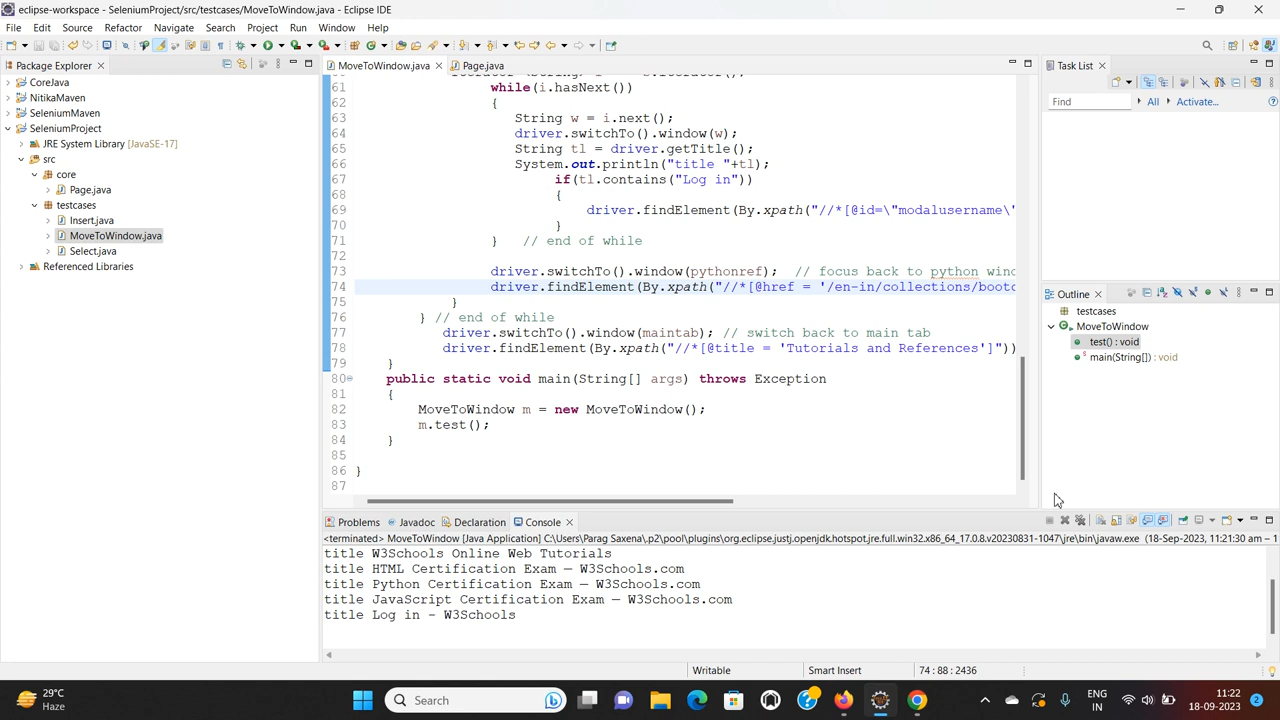 eclipse-workspace - SeleniumProject/src/testcases/MoveToWindow.java - Eclipse IDE
File Edit Source Refactor Navigate Search Project Run Window Help
Package Explorer
CoreJava
NitikaMaven
SeleniumMaven
SeleniumProject
JRE System Library [JavaSE-17]
src
core
Page.java
testcases
Insert.java
MoveToWindow.java
Select.java
Referenced Libraries
MoveToWindow.java Page.java
61 while(i.hasNext())
62 {
63 String w = i.next();
64 driver.switchTo().window(w);
65 String tl = driver.getTitle();
66 System.out.println("title "+tl);
67 if(tl.contains("Log in"))
68 {
69 driver.findElement(By.xpath("//*[@id=\"modalusername\"
70 }
71 } // end of while
72
73 driver.switchTo().window(pythonref); // focus back to python wind
74 driver.findElement(By.xpath("//*[@href = '/en-in/collections/bootc
75 }
76 } // end of while
77 driver.switchTo().window(maintab); // switch back to main tab
78 driver.findElement(By.xpath("//*[@title = 'Tutorials and References']"))
79 }
80 public static void main(String[] args) throws Exception
81 {
82 MoveToWindow m = new MoveToWindow();
83 m.test();
84 }
85
86 }
87
Task List
Find All Activate...
Outline
testcases
MoveToWindow
test() : void
main(String[]) : void
Problems Javadoc Declaration Console
<terminated> MoveToWindow [Java Application] C:\Users\Parag Saxena\.p2\pool\plugins\org.eclipse.justj.openjdk.hotspot.jre.full.win32.x86_64_17.0.8.v20230831-1047\jre\bin\javaw.exe (18-Sep-2023, 11:21:30 am – 1
title W3Schools Online Web Tutorials
title HTML Certification Exam — W3Schools.com
title Python Certification Exam — W3Schools.com
title JavaScript Certification Exam — W3Schools.com
title Log in - W3Schools
Writable Smart Insert 74 : 88 : 2436
29°C
Haze
Search
ENG
IN
11:22
18-09-2023
2